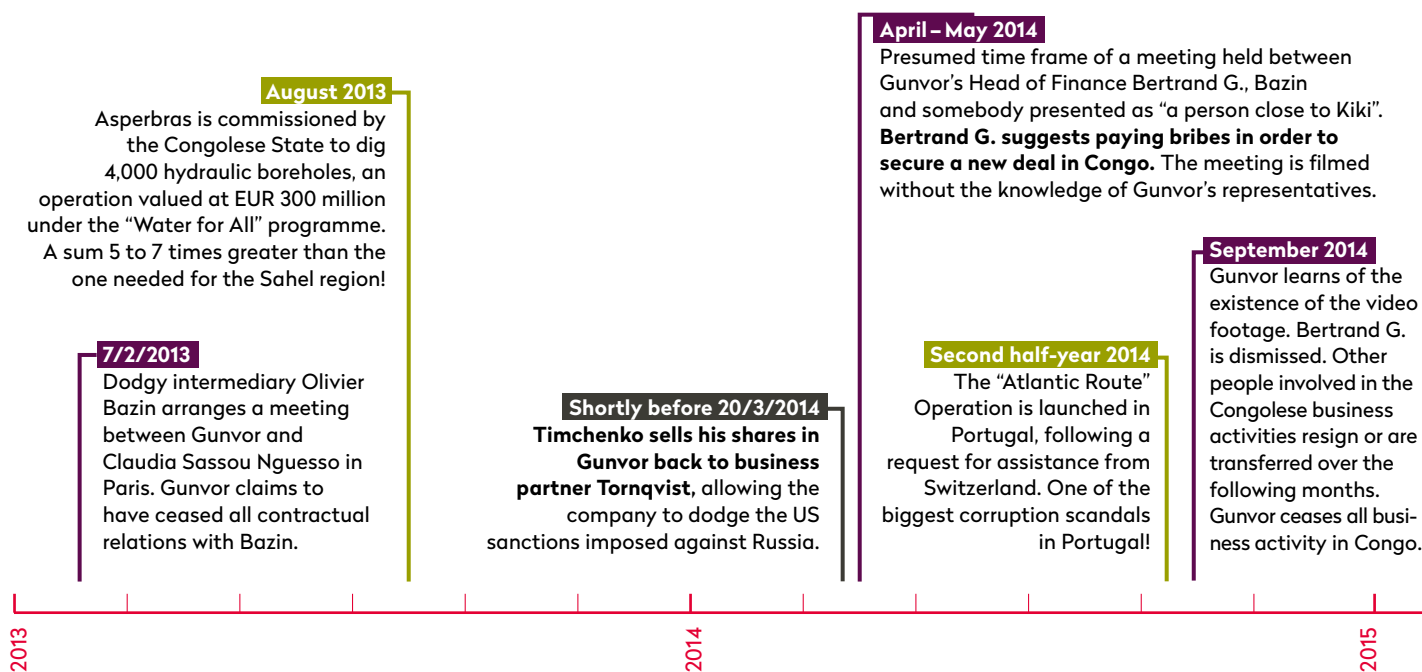 April – May 2014
Presumed time frame of a meeting held between
Gunvor’s Head of Finance Bertrand G., Bazin
and somebody presented as “a person close to Kiki”.
Bertrand G. suggests paying bribes in order to
secure a new deal in Congo. The meeting is filmed
without the knowledge of Gunvor’s representatives.
August 2013
Asperbras is commissioned by
the Congolese State to dig
4,000 hydraulic boreholes, an
operation valued at EUR 300 million
under the “Water for All” programme.
A sum 5 to 7 times greater than the
one needed for the Sahel region!
September 2014
Gunvor learns of the
existence of the video
footage. Bertrand G.
is dismissed. Other
people involved in the
Congolese business
activities resign or are
transferred over the
following months.
Gunvor ceases all busi-
ness activity in Congo.
7/2/2013
Dodgy intermediary Olivier
Bazin arranges a meeting
between Gunvor and
Claudia Sassou Nguesso in
Paris. Gunvor claims to
have ceased all contractual
relations with Bazin.
Shortly before 20/3/2014
Timchenko sells his shares in
Gunvor back to business
partner Tornqvist, allowing the
company to dodge the US
sanctions imposed against Russia.
Second half-year 2014
The “Atlantic Route”
Operation is launched in
Portugal, following a
request for assistance from
Switzerland. One of the
biggest corruption scandals
in Portugal!
2013
2014
2015